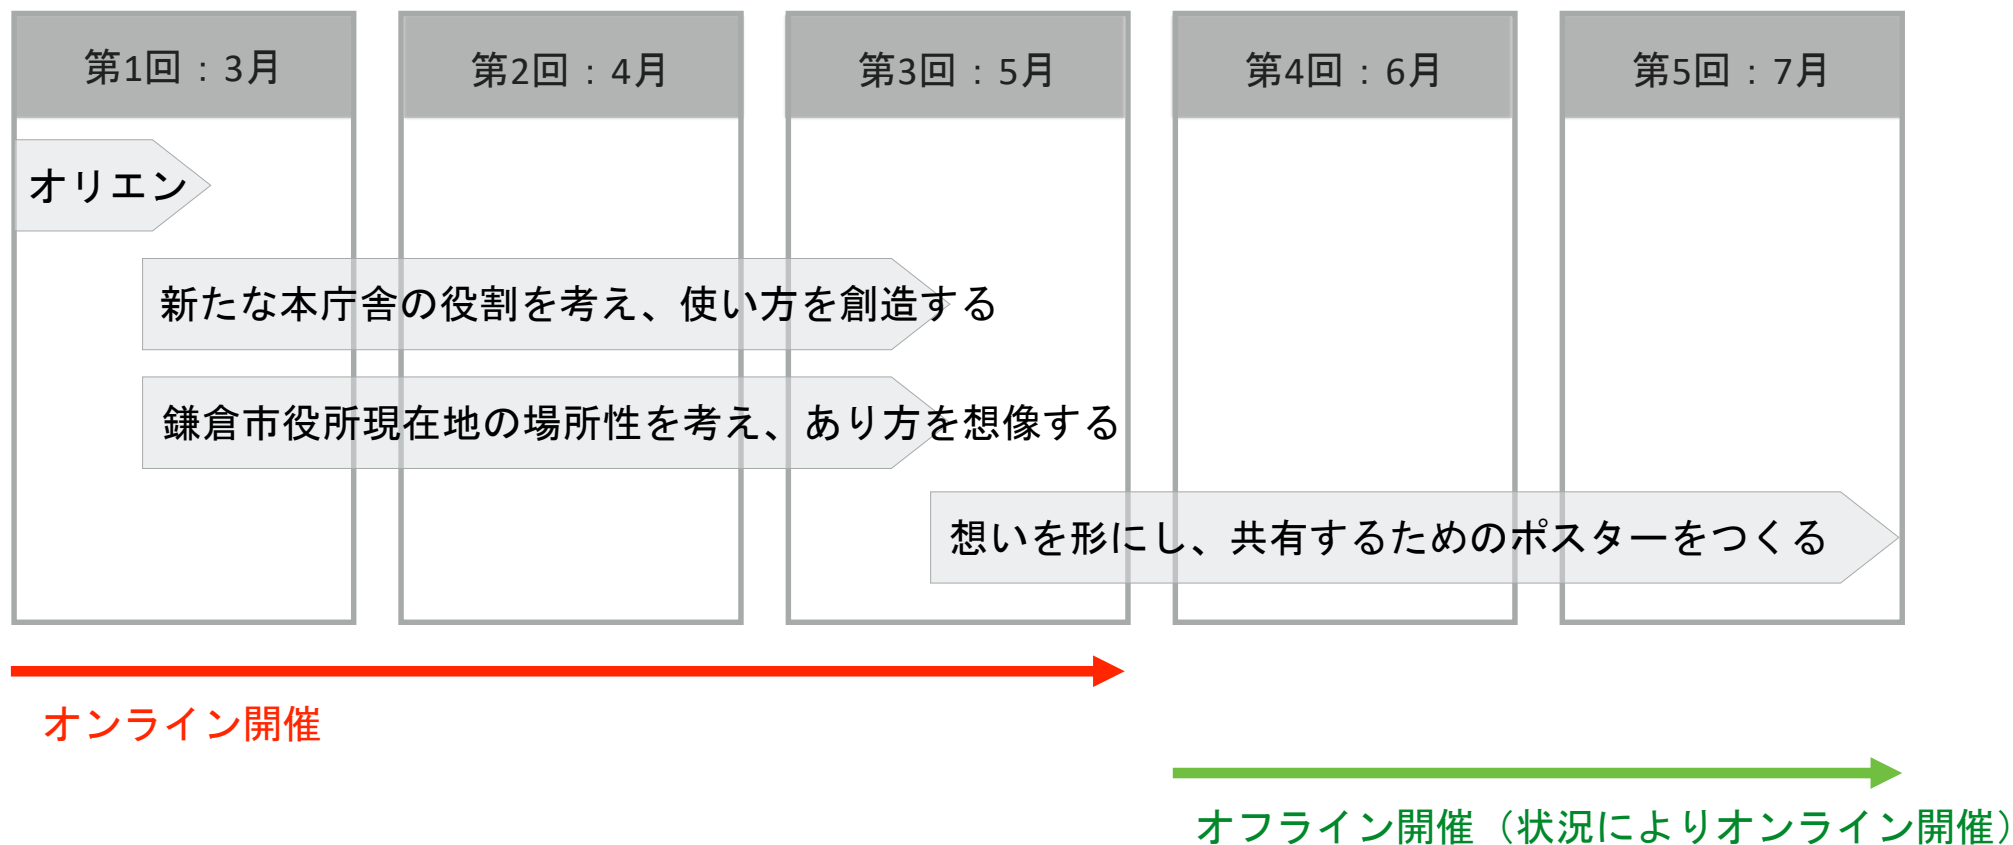 第1回：3月
第2回：4月
第3回：5月
第4回：6月
第5回：7月
オリエン
新たな本庁舎の役割を考え、使い方を創造する
鎌倉市役所現在地の場所性を考え、あり方を想像する
想いを形にし、共有するためのポスターをつくる
オンライン開催
オフライン開催（状況によりオンライン開催）